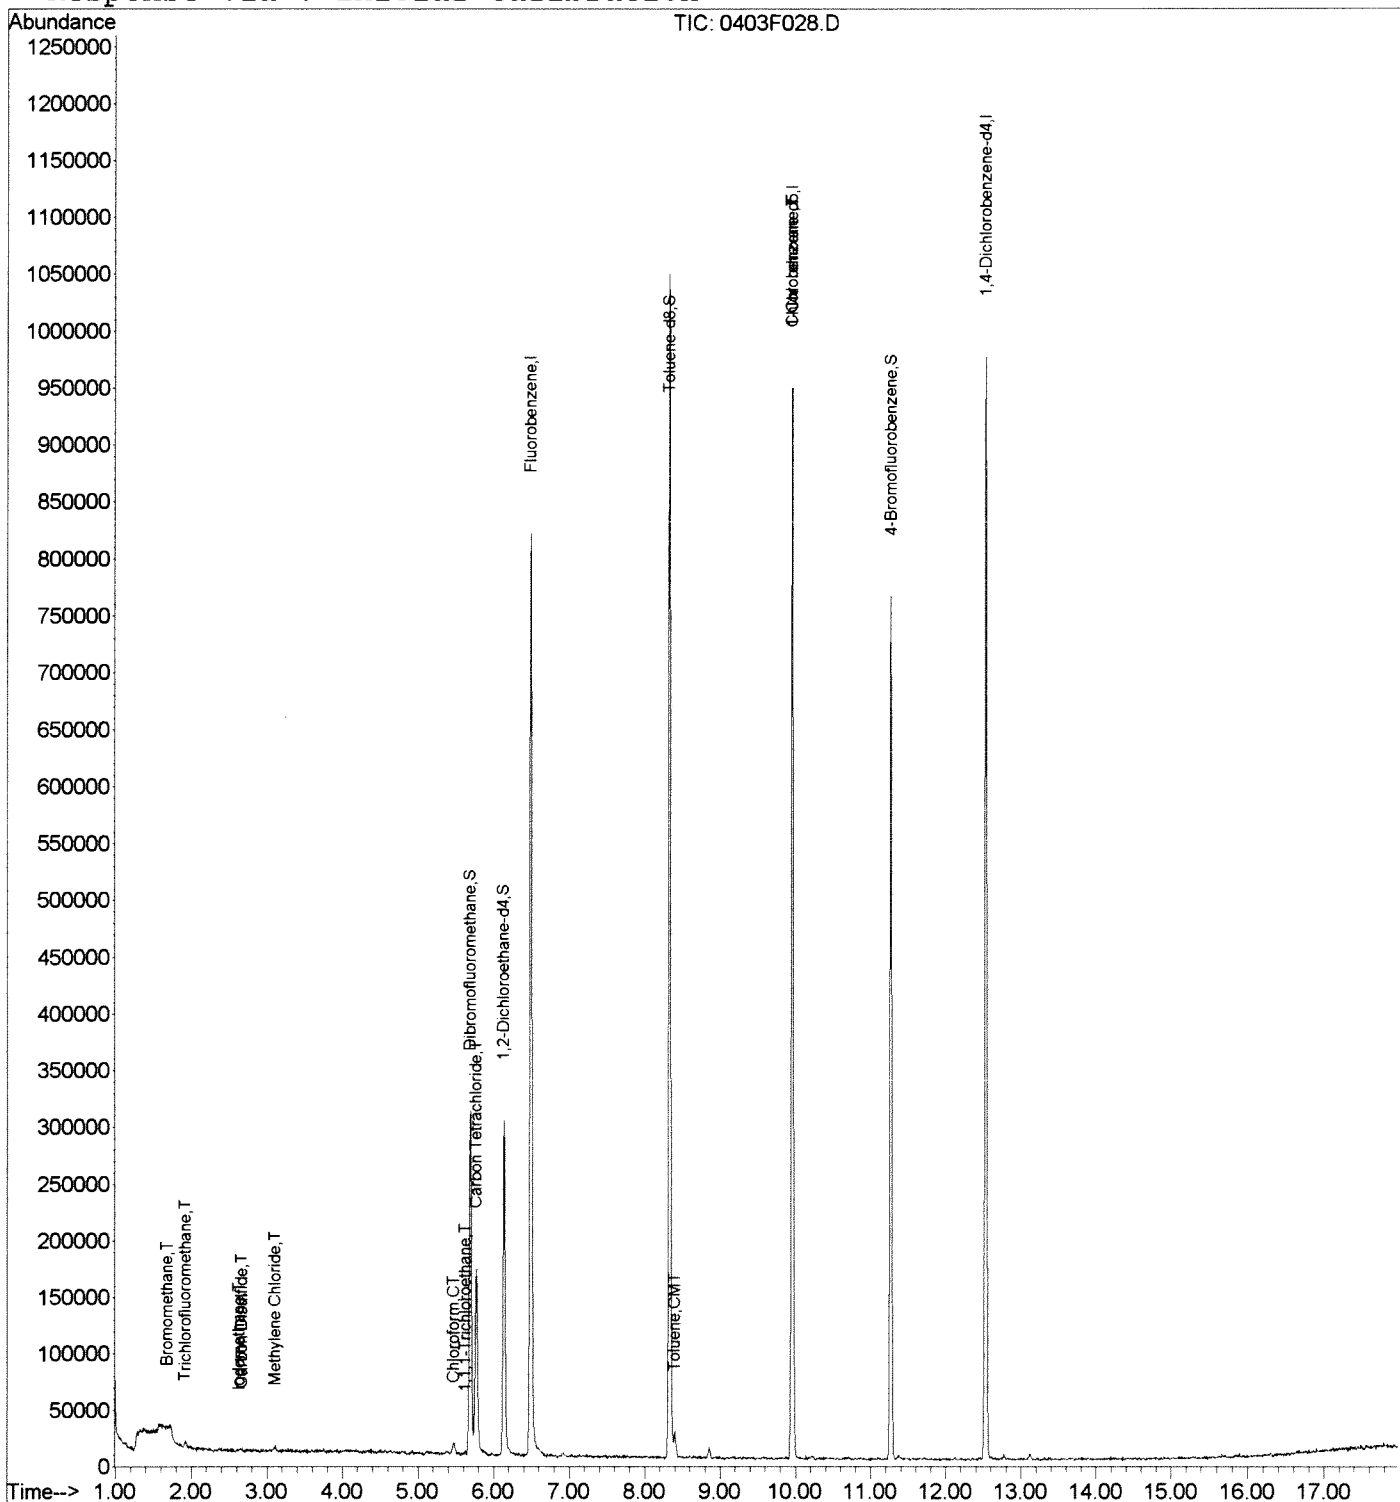 Abundance
TIC: 0403F028.D
1250000
1200000
1150000
1100000
1050000
1000000
950000
900000
850000
800000
750000
700000
650000
600000
550000
500000
450000
400000
350000
300000
250000
200000
150000
100000
50000
0
Bromomethane,T
Trichlorofluoromethane,T
Methylene Chloride,T
Chloroform,CT
1,1,1-Trichloroethane,T
Dibromofluoromethane,S
Carbon Tetrachloride,T
1,2-Dichloroethane-d4,S
Fluorobenzene,I
Toluene-d8,S
Toluene,CMT
4-Bromofluorobenzene,S
1,4-Dichlorobenzene-d4,I
Time--> 1.00 2.00 3.00 4.00 5.00 6.00 7.00 8.00 9.00 10.00 11.00 12.00 13.00 14.00 15.00 16.00 17.00